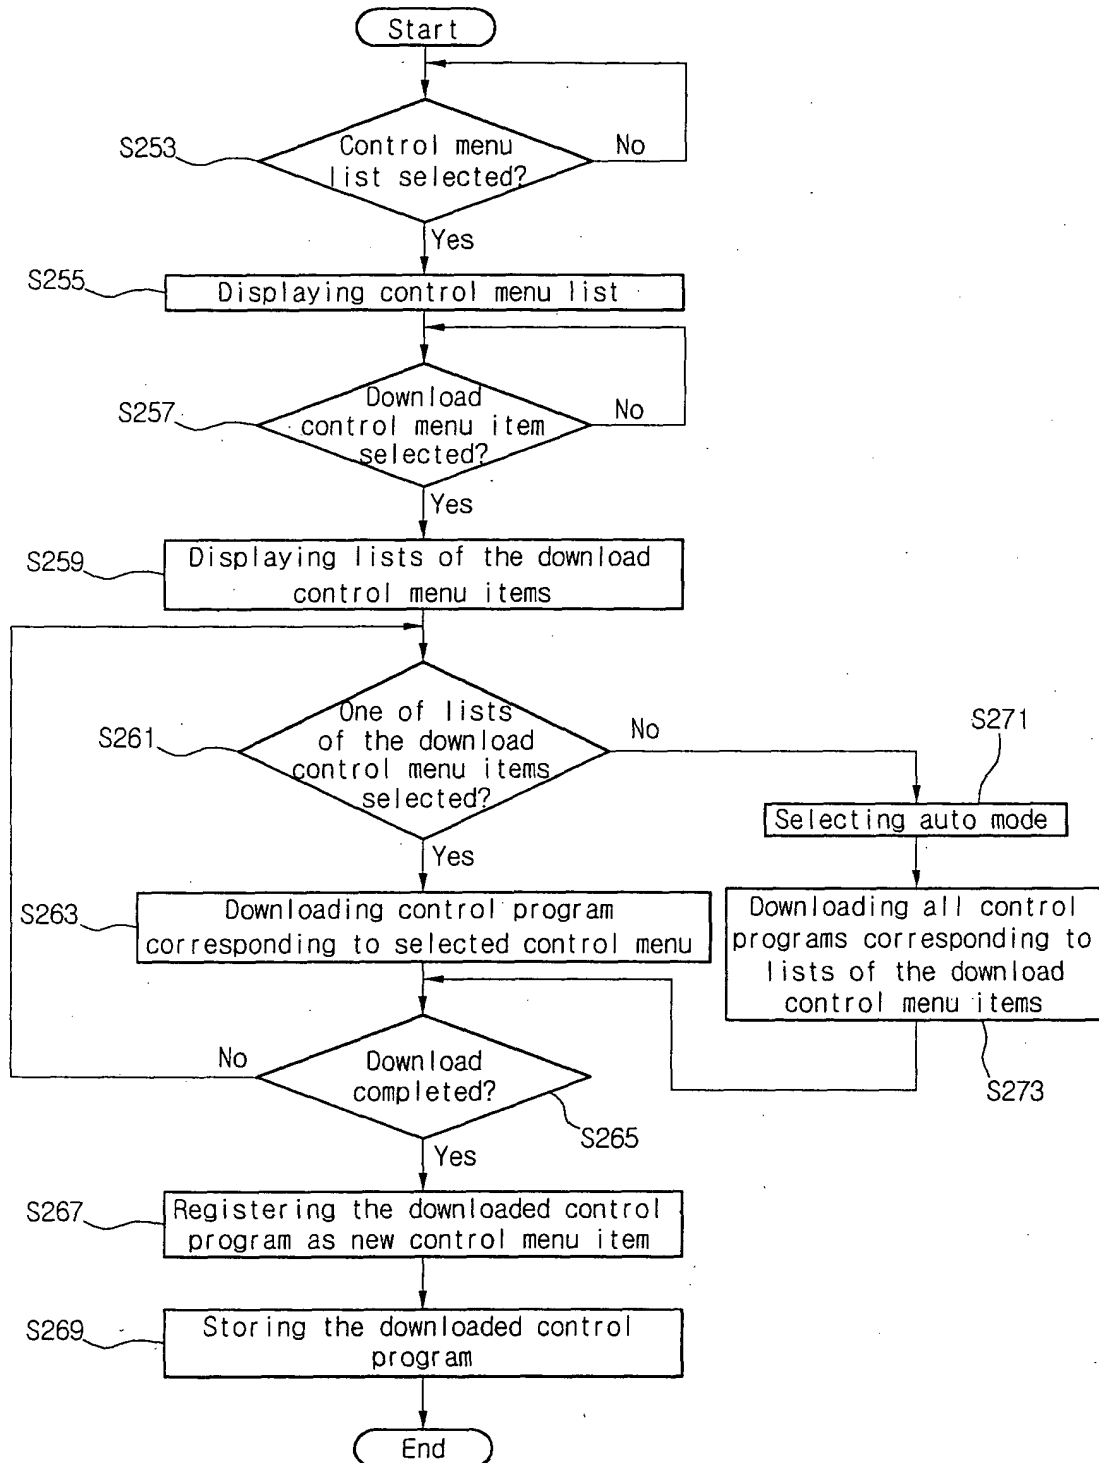 Start
S253
Control menu
list selected?
No
Yes
S255
Displaying control menu list
S257
Download
control menu item
selected?
No
Yes
S259
Displaying lists of the download
control menu items
S261
One of lists
of the download
control menu items
selected?
No
S271
Selecting auto mode
Yes
S263
Downloading control program
corresponding to selected control menu
Downloading all control
programs corresponding to
lists of the download
control menu items
S273
No
Download
completed?
S265
Yes
S267
Registering the downloaded control
program as new control menu item
S269
Storing the downloaded control
program
End